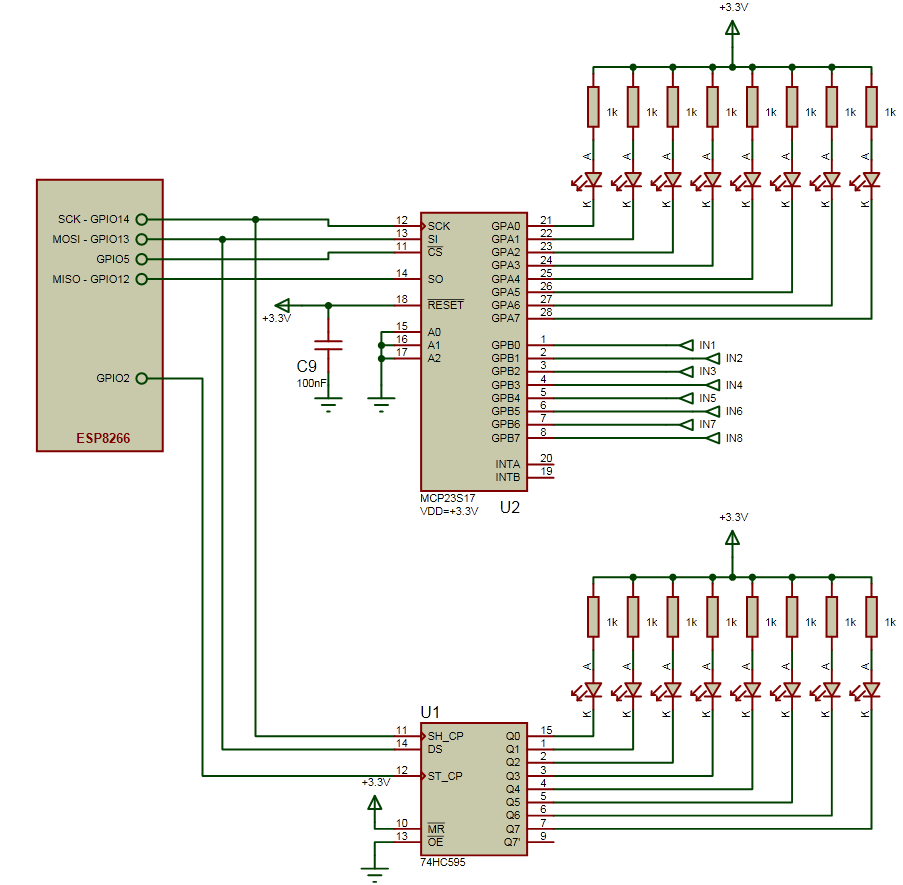 +3.3V
1k 1k 1k 1k 1k 1k 1k 1k
A A A A A A A A
K K K K K K K K
SCK - GPIO14
MOSI - GPIO13
GPIO5
MISO - GPIO12
GPIO2
ESP8266
12 SCK
13 SI
11 CS
14 SO
18 RESET
15 A0
16 A1
17 A2
GPA0 21
GPA1 22
GPA2 23
GPA3 24
GPA4 25
GPA5 26
GPA6 27
GPA7 28
GPB0 1 IN1
GPB1 2 IN2
GPB2 3 IN3
GPB3 4 IN4
GPB4 5 IN5
GPB5 6 IN6
GPB6 7 IN7
GPB7 8 IN8
INTA 20
INTB 19
MCP23S17
VDD=+3.3V
U2
+3.3V
C9
100nF
+3.3V
1k 1k 1k 1k 1k 1k 1k 1k
A A A A A A A A
K K K K K K K K
U1
11 SH_CP
14 DS
12 ST_CP
+3.3V
10 MR
13 OE
Q0 15
Q1 1
Q2 2
Q3 3
Q4 4
Q5 5
Q6 6
Q7 7
Q7' 9
74HC595